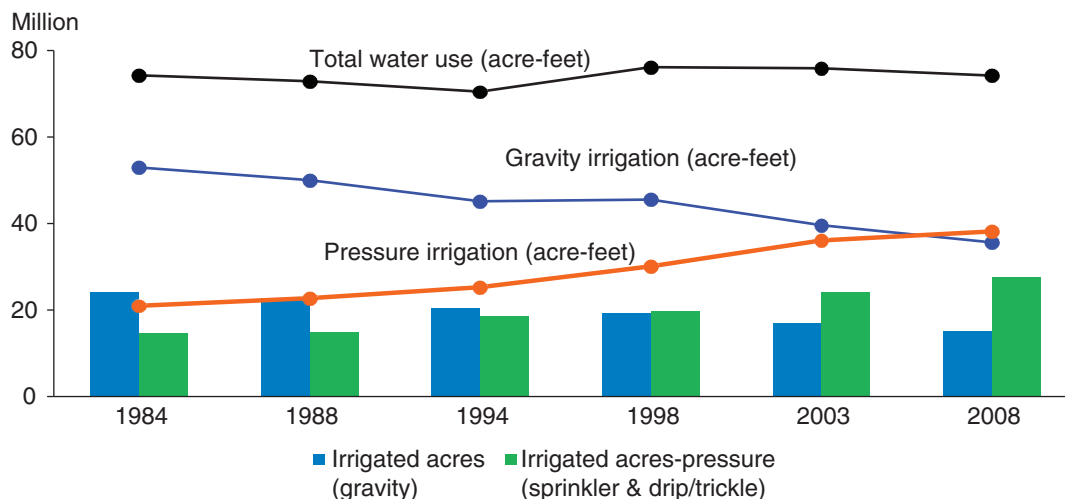 Million
80
Total water use (acre-feet)
60
Gravity irrigation (acre-feet)
40
Pressure irrigation (acre-feet)
20
0
1984 1988 1994 1998 2003 2008
Irrigated acres
(gravity)
Irrigated acres-pressure
(sprinkler & drip/trickle)